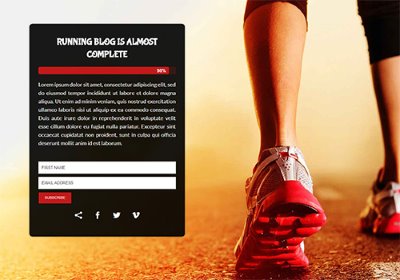 RUNNING BLOG IS ALMOST
COMPLETE
90%
Lorem ipsum dolor sit amet, consectetur adipiscing elit, sed
do eiusmod tempor incididunt ut labore et dolore magna
aliqua. Ut enim ad minim veniam, quis nostrud exercitation
ullamco laboris nisi ut aliquip ex ea commodo consequat.
Duis aute irure dolor in reprehenderit in voluptate velit
esse cillum dolore eu fugiat nulla pariatur. Excepteur sint
occaecat cupidatat non proident, sunt in culpa qui officia
deserunt mollit anim id est laborum.
FIRST NAME
EMAIL ADDRESS
SUBSCRIBE